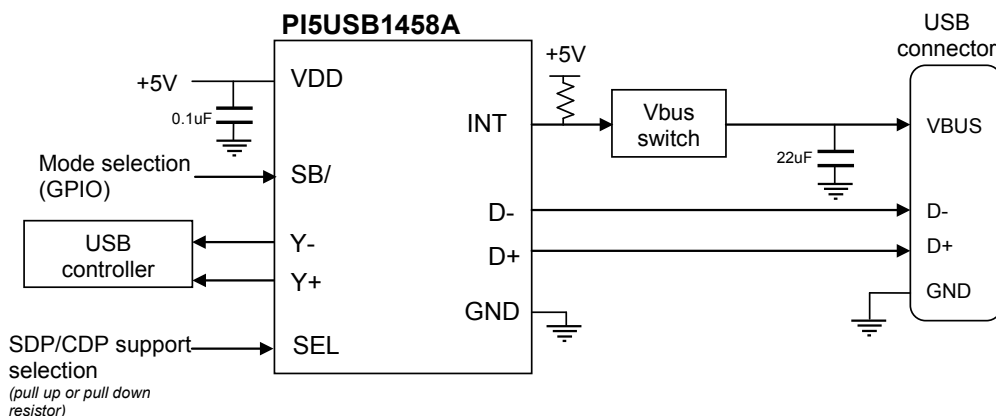 PI5USB1458A
USB
connector
+5V
VDD
0.1uF
+5V
INT
Vbus
switch
VBUS
22uF
Mode selection
(GPIO)
SB/
D-
D-
USB
controller
Y-
Y+
D+
D+
GND
GND
SDP/CDP support
selection
(pull up or pull down
resistor)
SEL